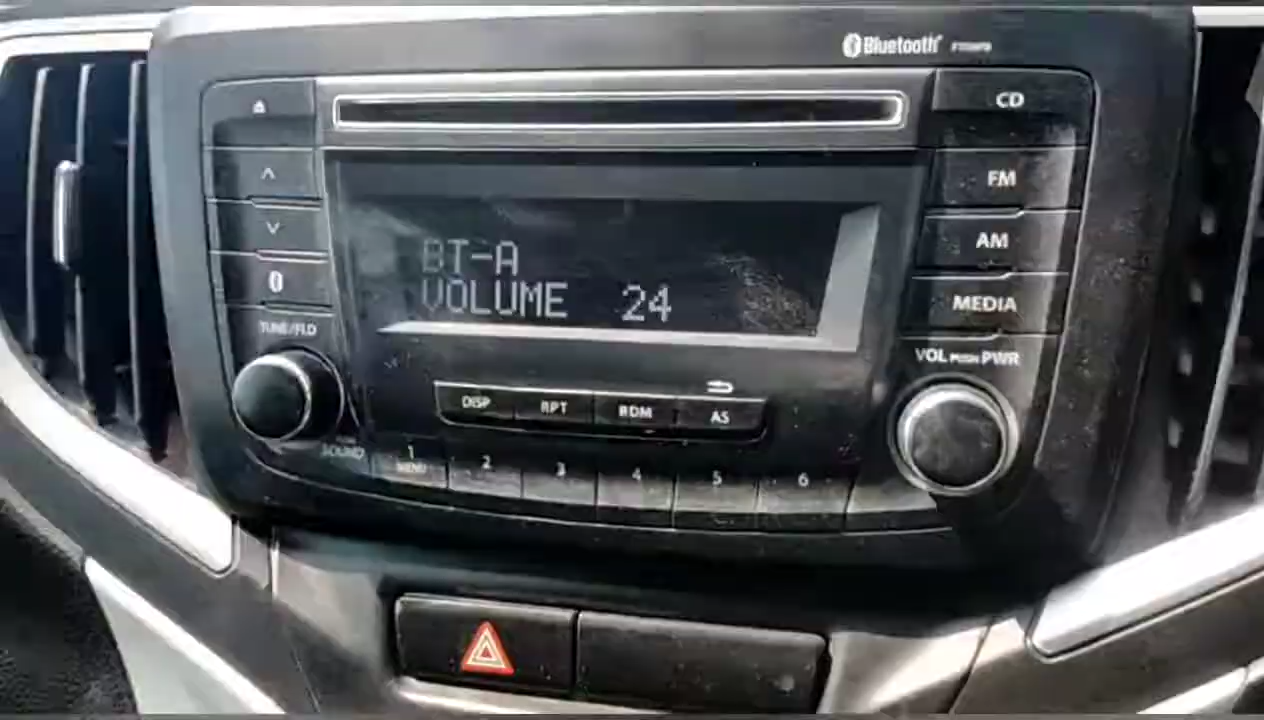 Bluetooth
CD
FM
AM
MEDIA
BT-A
VOLUME 24
TUNE/FLD
VOL PUSH PWR
DISP RPT RDM AS
SOUND
1 2 3 4 5 6
MENU